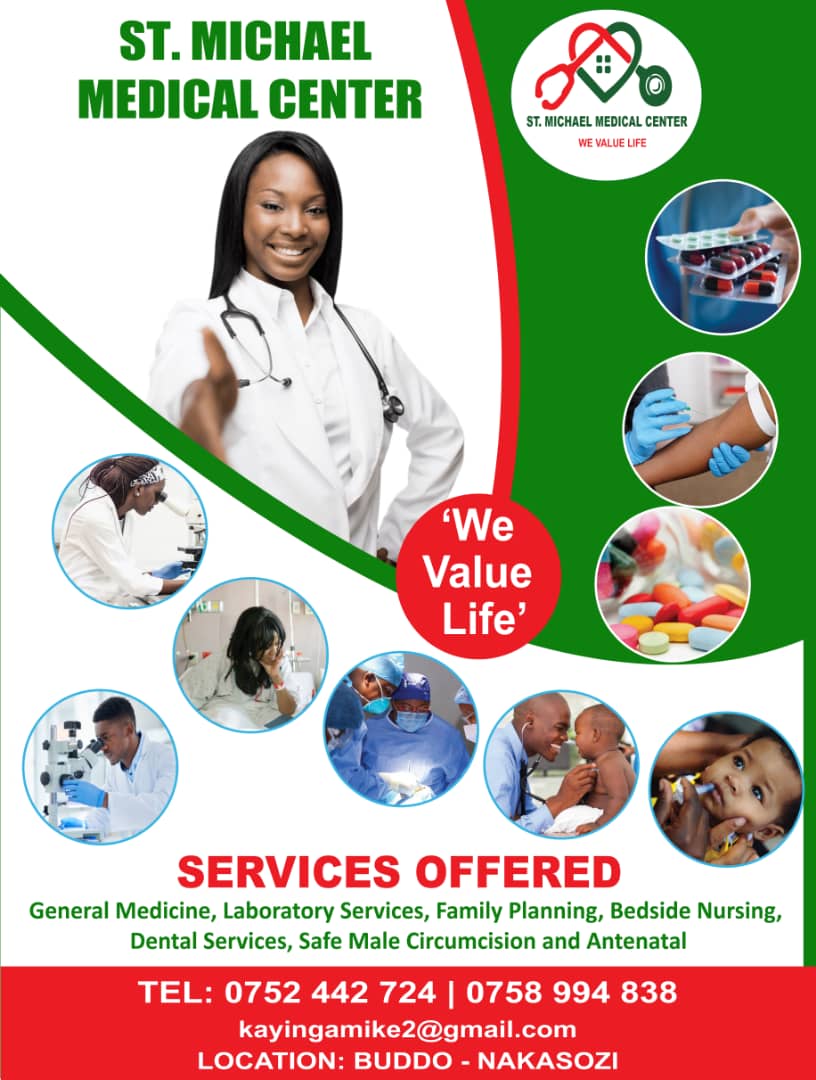 ST. MICHAEL
MEDICAL CENTER
ST. MICHAEL MEDICAL CENTER
WE VALUE LIFE
‘We
Value
Life’
SERVICES OFFERED
General Medicine, Laboratory Services, Family Planning, Bedside Nursing,
Dental Services, Safe Male Circumcision and Antenatal
TEL: 0752 442 724 | 0758 994 838
kayingamike2@gmail.com
LOCATION: BUDDO - NAKASOZI